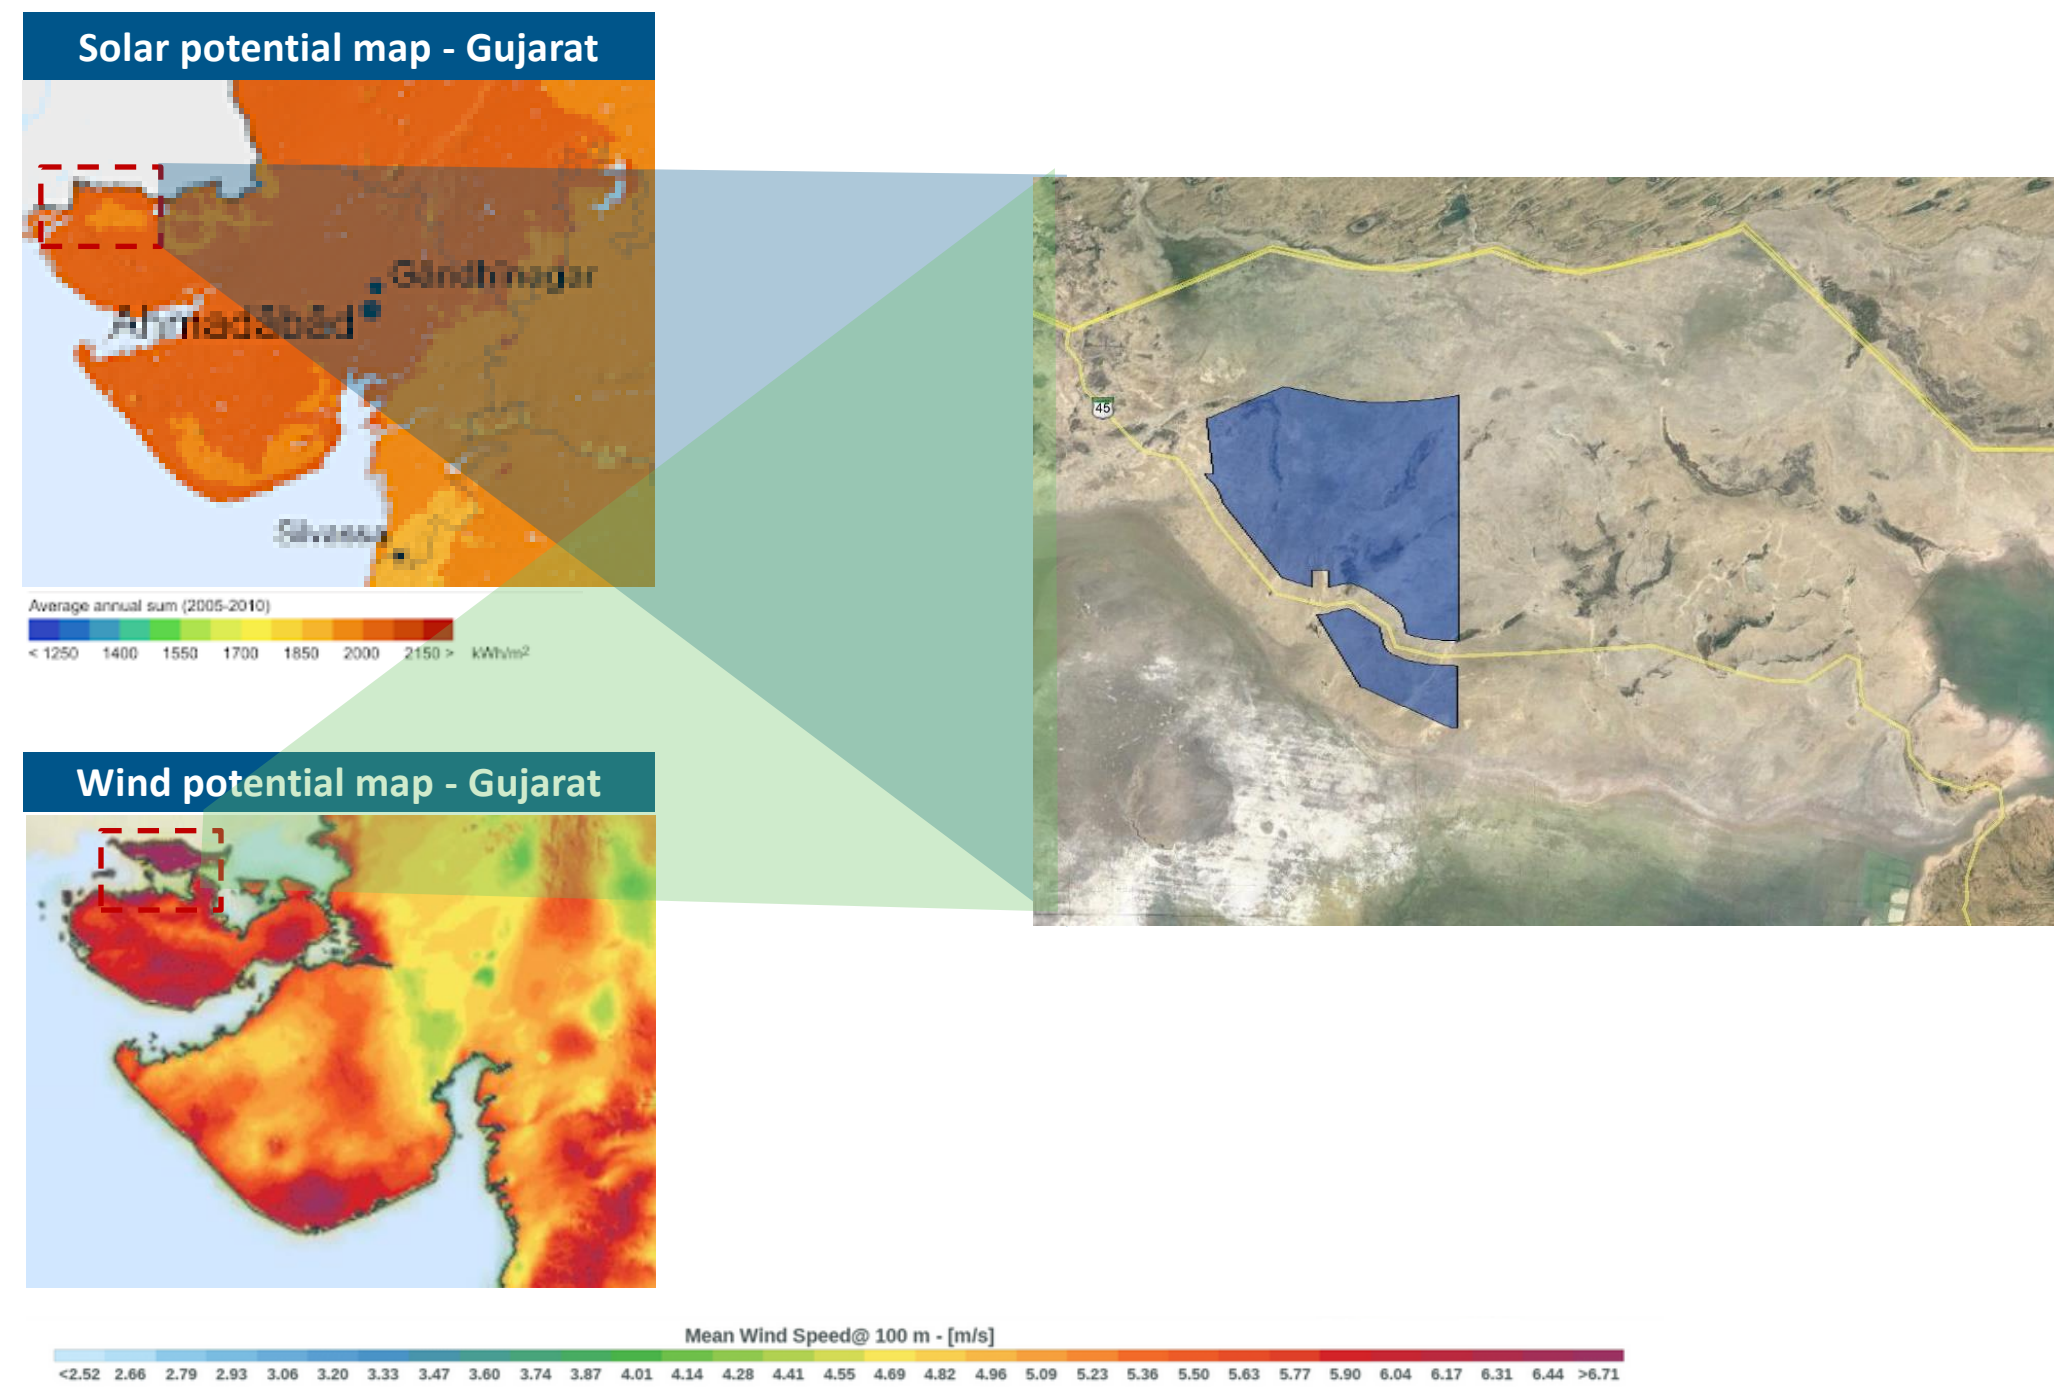 Solar potential map - Gujarat
Gāndhīnagar
Ahmadābād
Silvassa
Average annual sum (2005-2010)
< 1250 1400 1550 1700 1850 2000 2150 > kWh/m²
45
Wind potential map - Gujarat
Mean Wind Speed@ 100 m - [m/s]
<2.52 2.66 2.79 2.93 3.06 3.20 3.33 3.47 3.60 3.74 3.87 4.01 4.14 4.28 4.41 4.55 4.69 4.82 4.96 5.09 5.23 5.36 5.50 5.63 5.77 5.90 6.04 6.17 6.31 6.44 >6.71